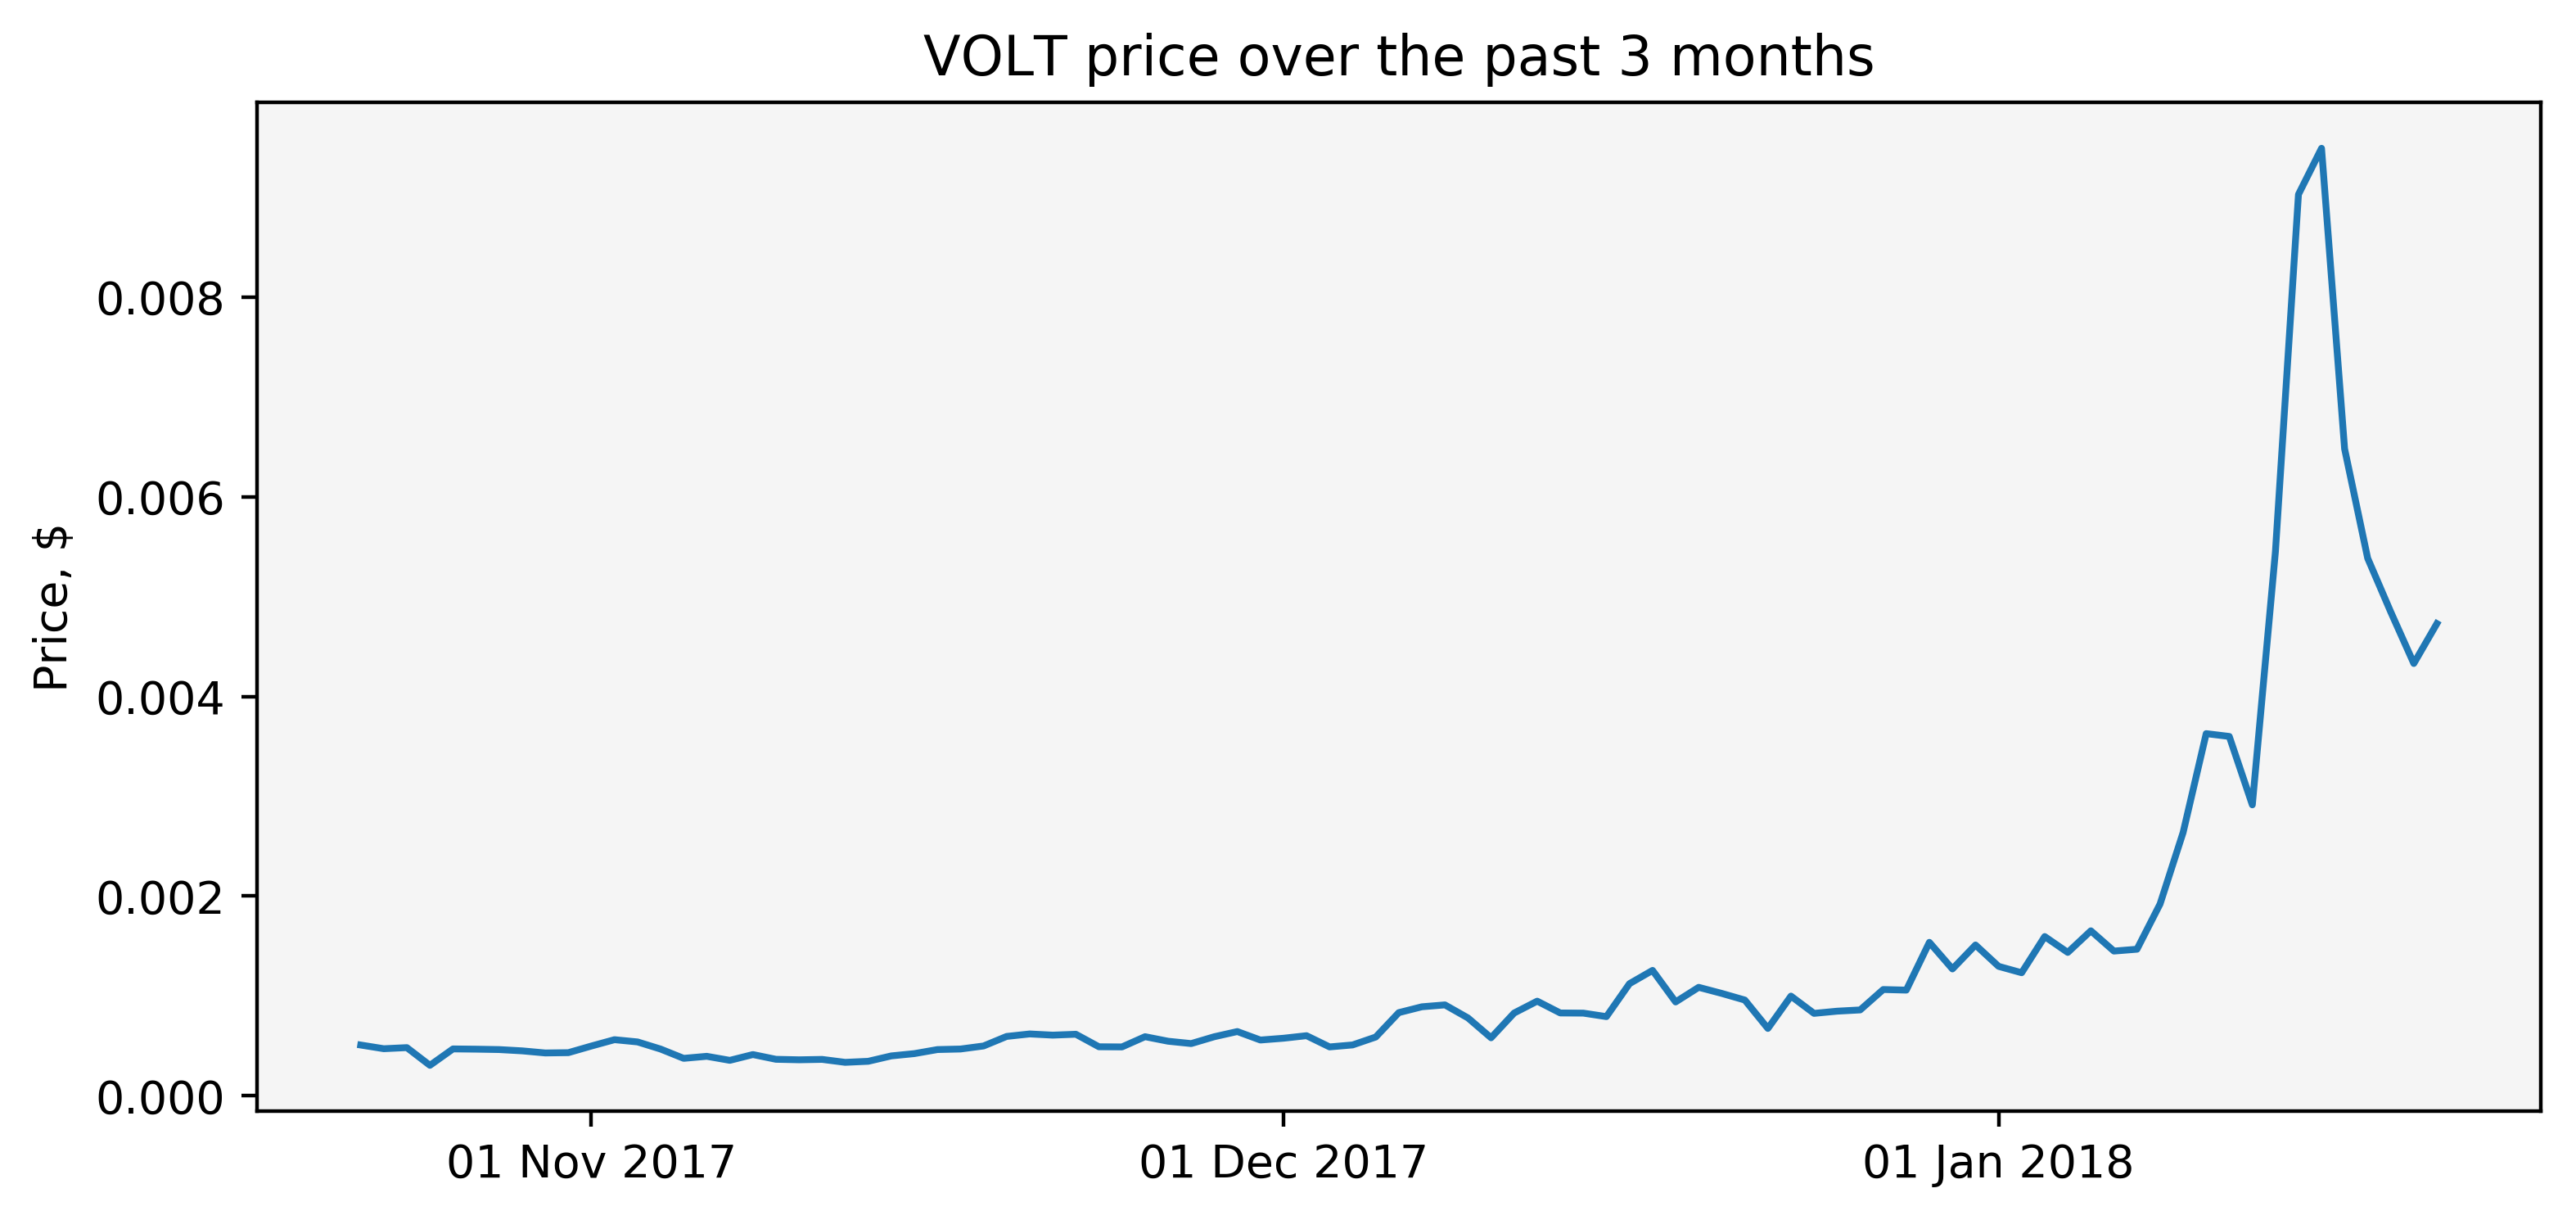 VOLT price over the past 3 months
Price, $
0.008
0.006
0.004
0.002
0.000
01 Nov 2017
01 Dec 2017
01 Jan 2018